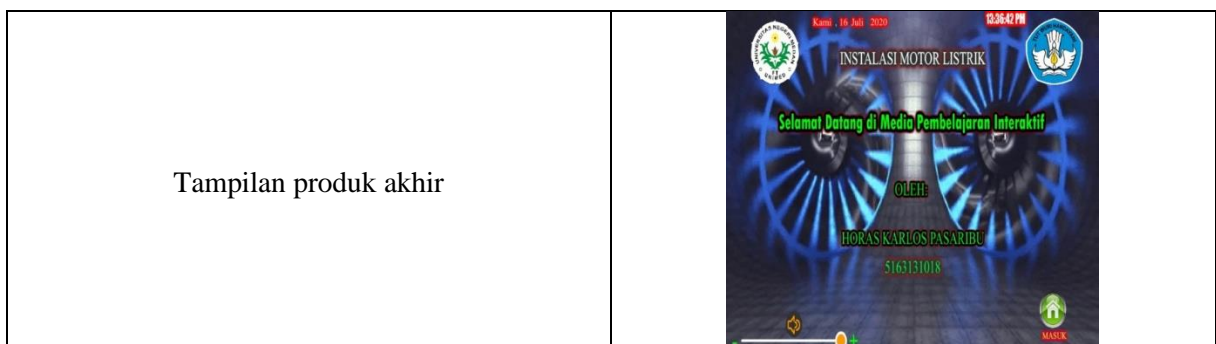 Tampilan produk akhir
Kami , 16 Juli 2020
13:36:42 PM
INSTALASI MOTOR LISTRIK
Selamat Datang di Media Pembelajaran Interaktif
OLEH:
HORAS KARLOS PASARIBU
5163131018
MASUK